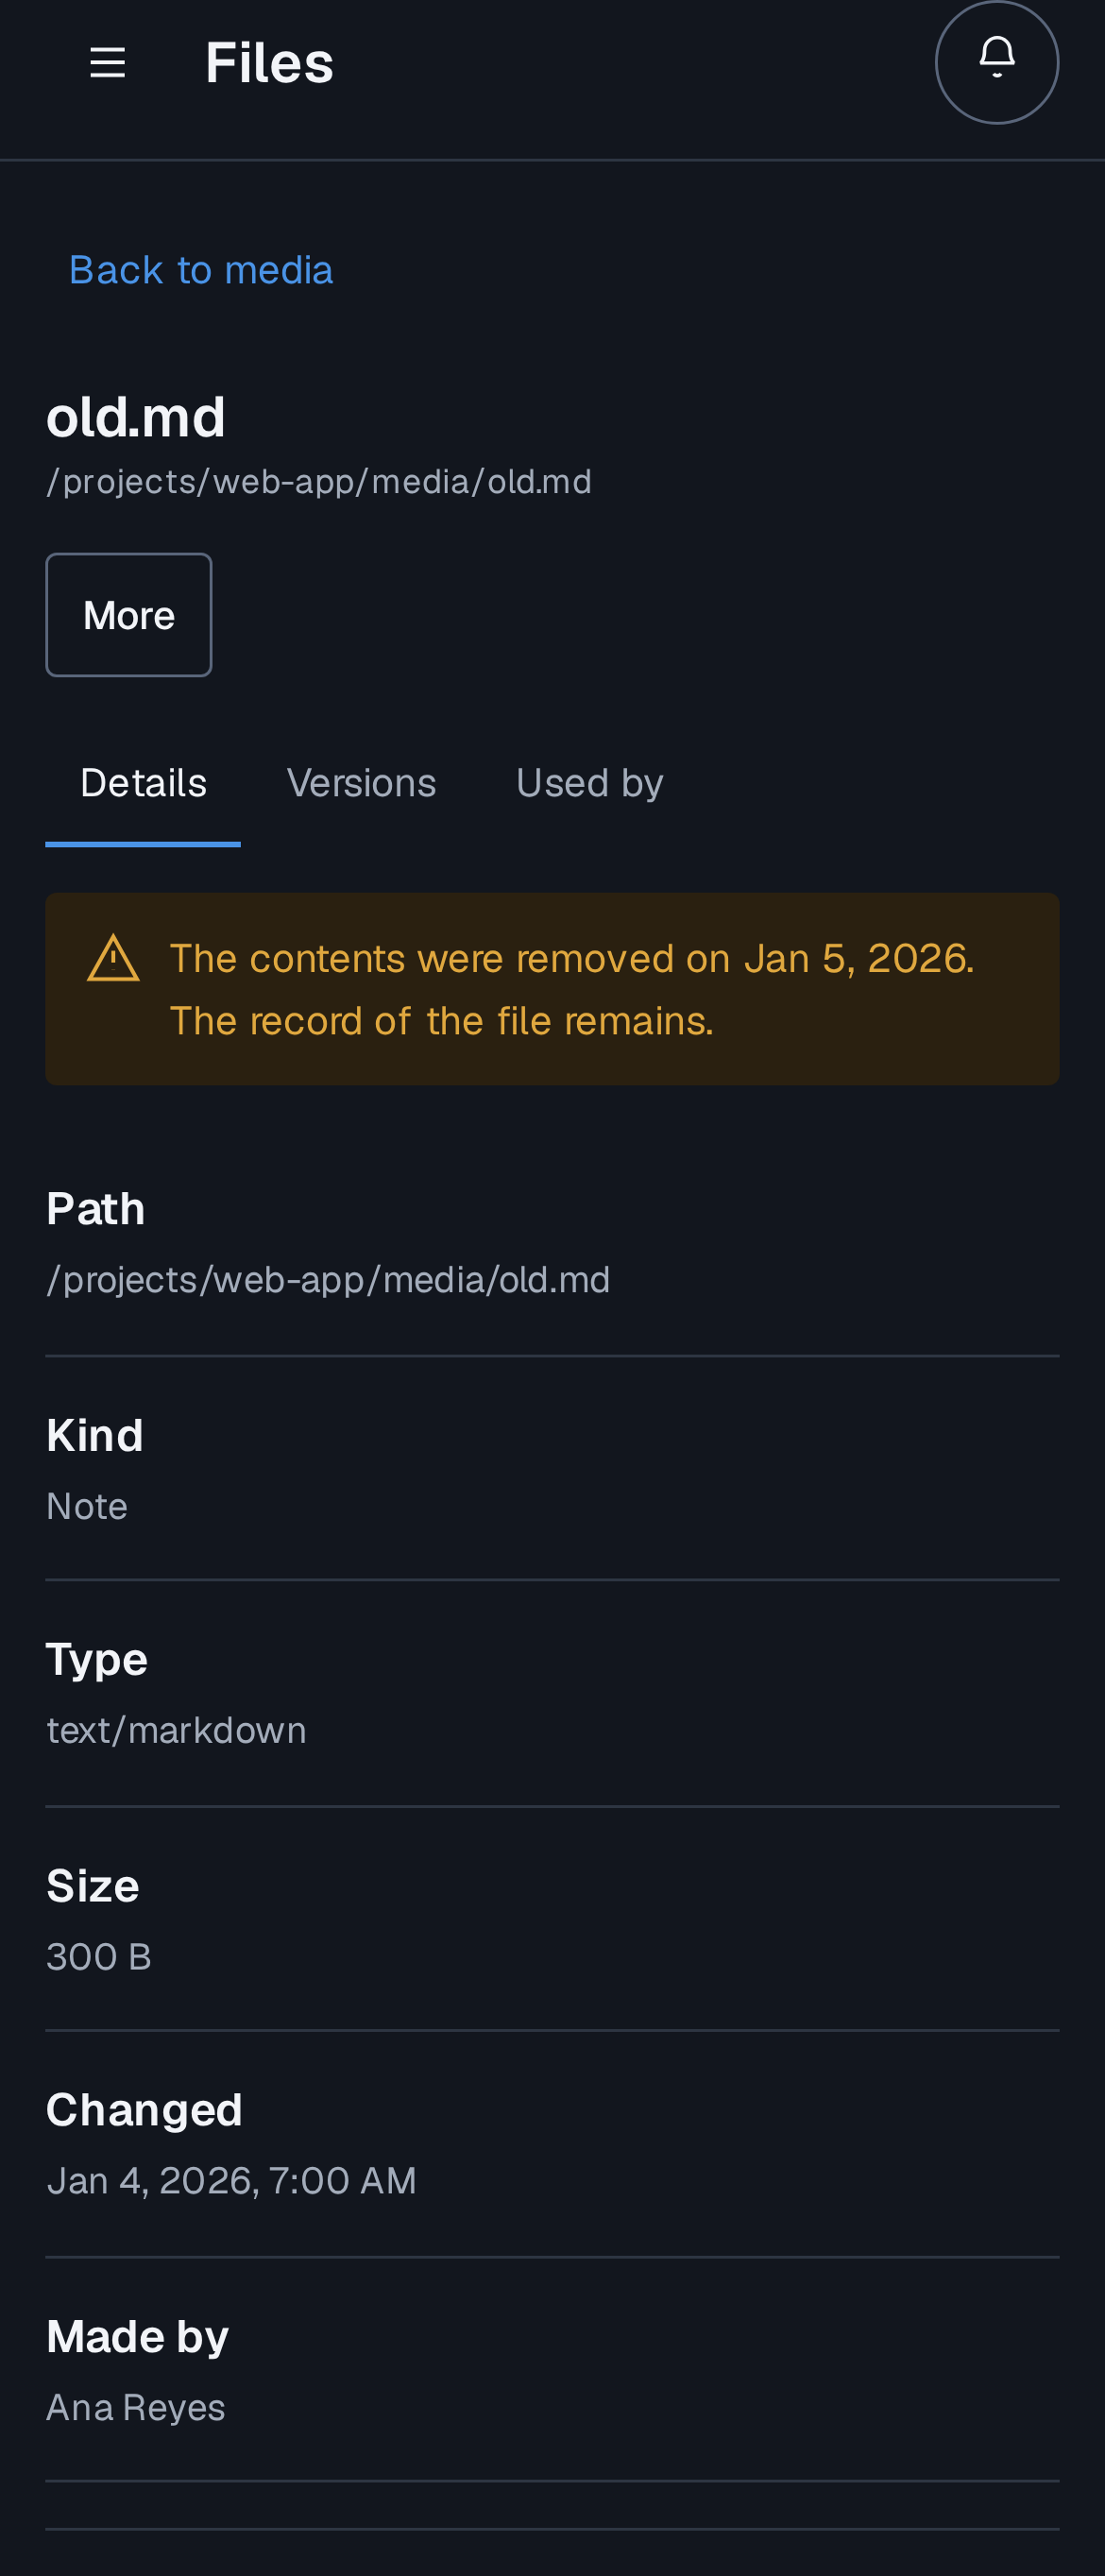 Files
Back to media
old.md
/projects/web-app/media/old.md
More
Details Versions Used by
The contents were removed on Jan 5, 2026.
The record of the file remains.
Path
/projects/web-app/media/old.md
Kind
Note
Type
text/markdown
Size
300 B
Changed
Jan 4, 2026, 7:00 AM
Made by
Ana Reyes